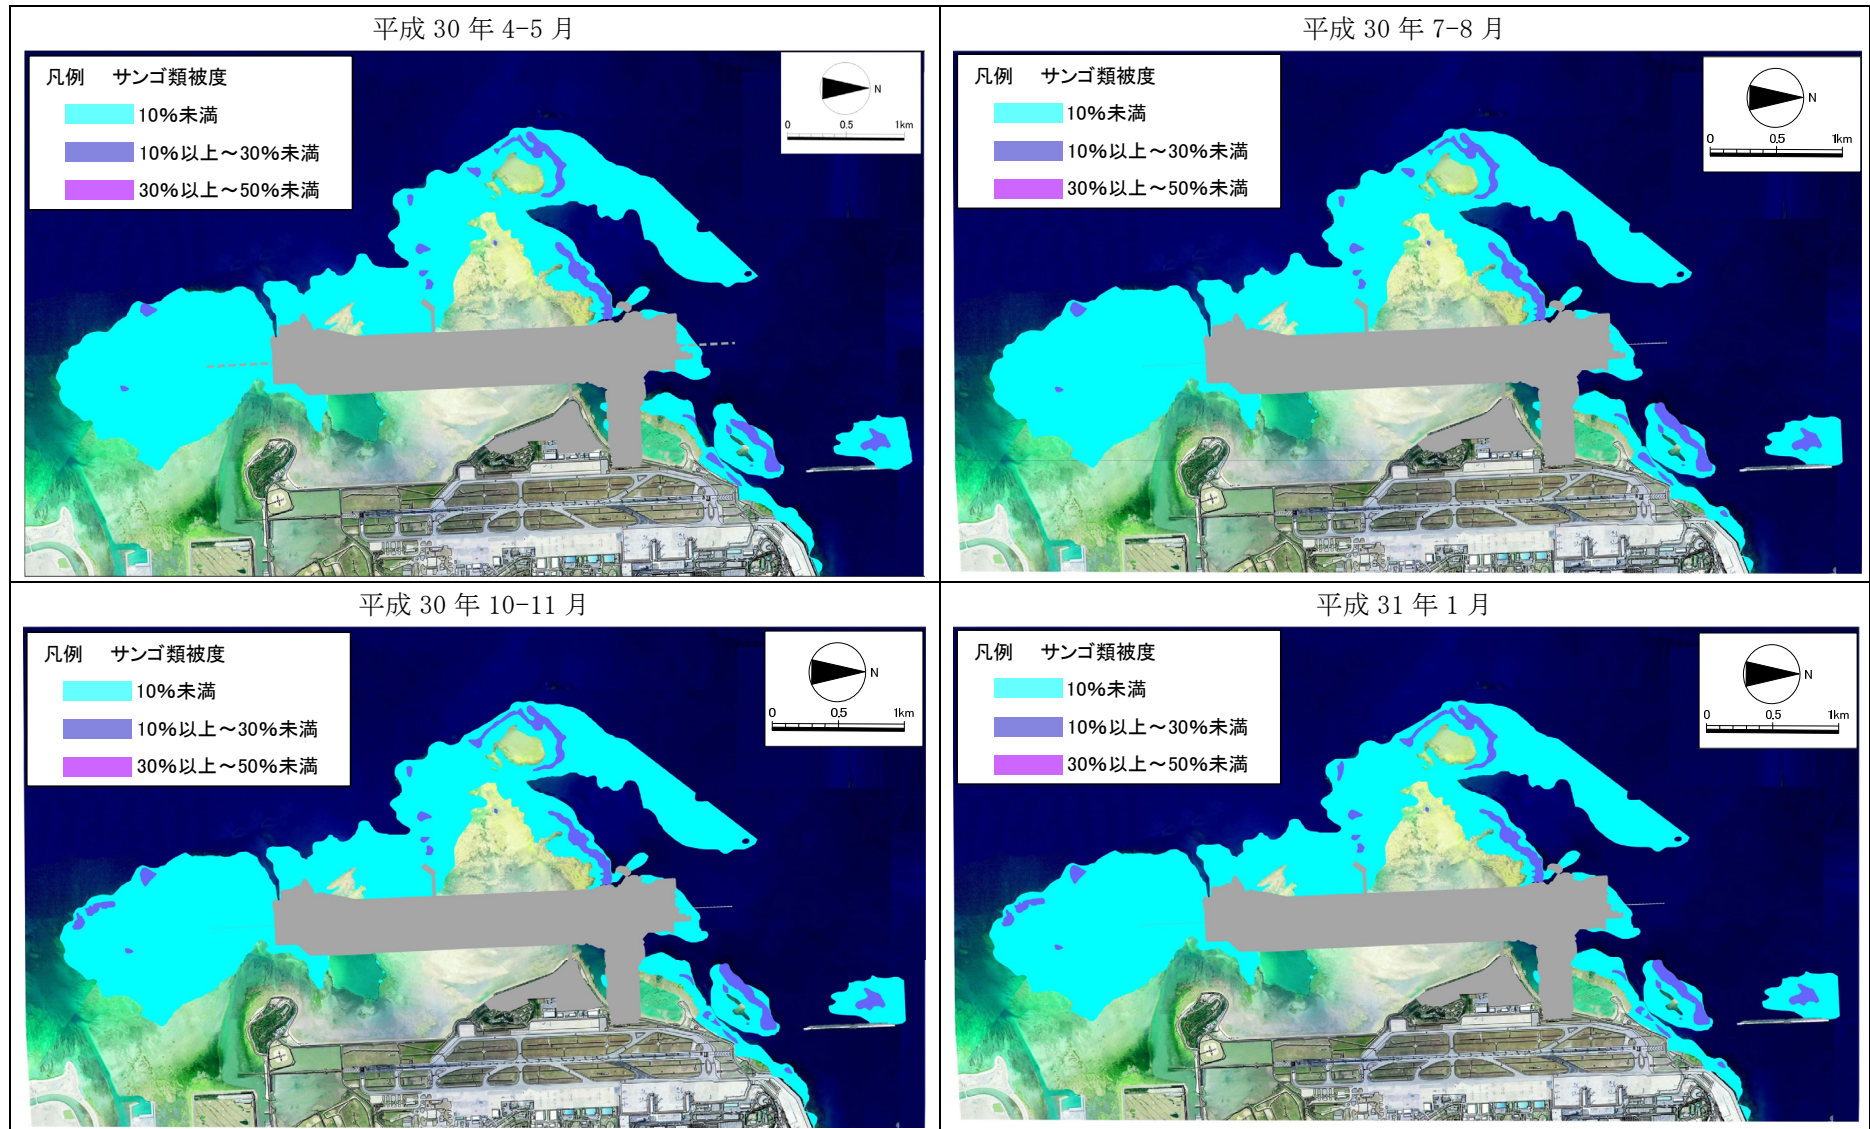 平成 30 年 4-5 月
凡例 サンゴ類被度
10%未満
10%以上～30%未満
30%以上～50%未満
N
0 0.5 1km
平成 30 年 7-8 月
凡例 サンゴ類被度
10%未満
10%以上～30%未満
30%以上～50%未満
N
0 0.5 1km
平成 30 年 10-11 月
凡例 サンゴ類被度
10%未満
10%以上～30%未満
30%以上～50%未満
N
0 0.5 1km
平成 31 年 1 月
凡例 サンゴ類被度
10%未満
10%以上～30%未満
30%以上～50%未満
N
0 0.5 1km